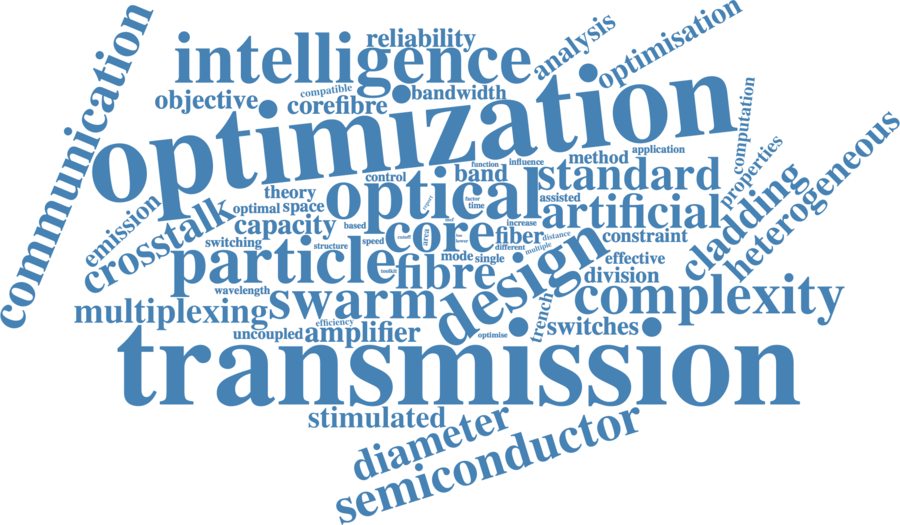 communication
intelligence
reliability
analysis
optimisation
compatible
objective
corefibre
bandwidth
optimization
computation
properties
heterogeneous
cladding
function
influence
method
application
control
band
standard
theory
optical
factor
time
assisted
artificial
emission
crosstalk
optimal
space
capacity
based
core
area
increase
fiber
distance
constraint
switching
structure
speed
different
multiple
particle
toolkit
fibre
mode
single
lower
design
effective
division
wavelength
multiplexing
swarm
complexity
trench
switches
uncoupled
efficiency
amplifier
optimise
transmission
stimulated
diameter
semiconductor